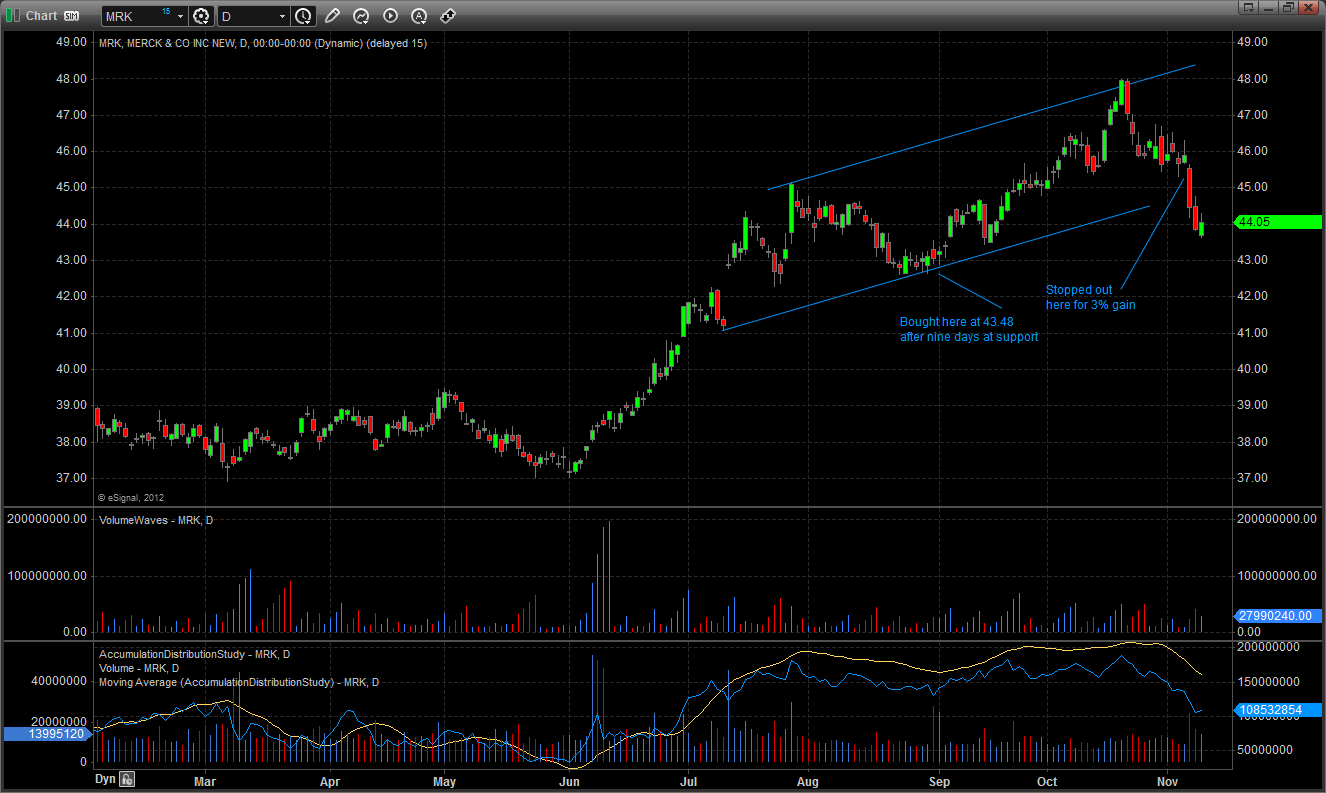 Chart SIM MRK 15 D
MRK, MERCK & CO INC NEW, D, 00:00-00:00 (Dynamic) (delayed 15)
49.00 49.00
48.00 48.00
47.00 47.00
46.00 46.00
45.00 45.00
44.00 44.05
43.00 43.00
42.00 42.00
41.00 41.00
40.00 40.00
39.00 39.00
38.00 38.00
37.00 37.00
Stopped out
here for 3% gain
Bought here at 43.48
after nine days at support
© eSignal, 2012
VolumeWaves - MRK, D
200000000.00 200000000.00
100000000.00 100000000.00
27990240.00
0.00 0.00
AccumulationDistributionStudy - MRK, D
Volume - MRK, D
Moving Average (AccumulationDistributionStudy) - MRK, D
200000000
40000000 150000000
108532854
20000000
13995120
50000000
0
Dyn Mar Apr May Jun Jul Aug Sep Oct Nov